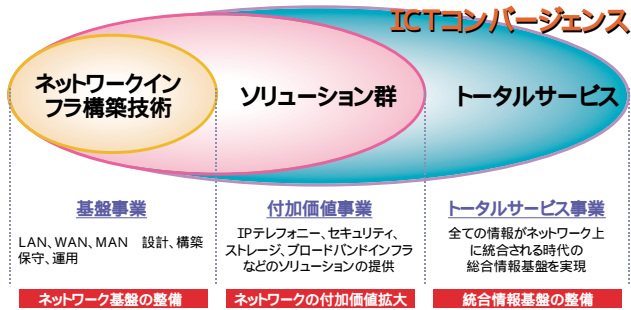 ICTコンバージェンス
ネットワークイン
フラ構築技術
ソリューション群
トータルサービス
基盤事業
LAN、WAN、MAN　設計、構築
保守、運用
付加価値事業
IPテレフォニー、セキュリティ、
ストレージ、ブロードバンドインフラ
などのソリューションの提供
トータルサービス事業
全ての情報がネットワーク上
に統合される時代の
総合情報基盤を実現
ネットワーク基盤の整備
ネットワークの付加価値拡大
統合情報基盤の整備